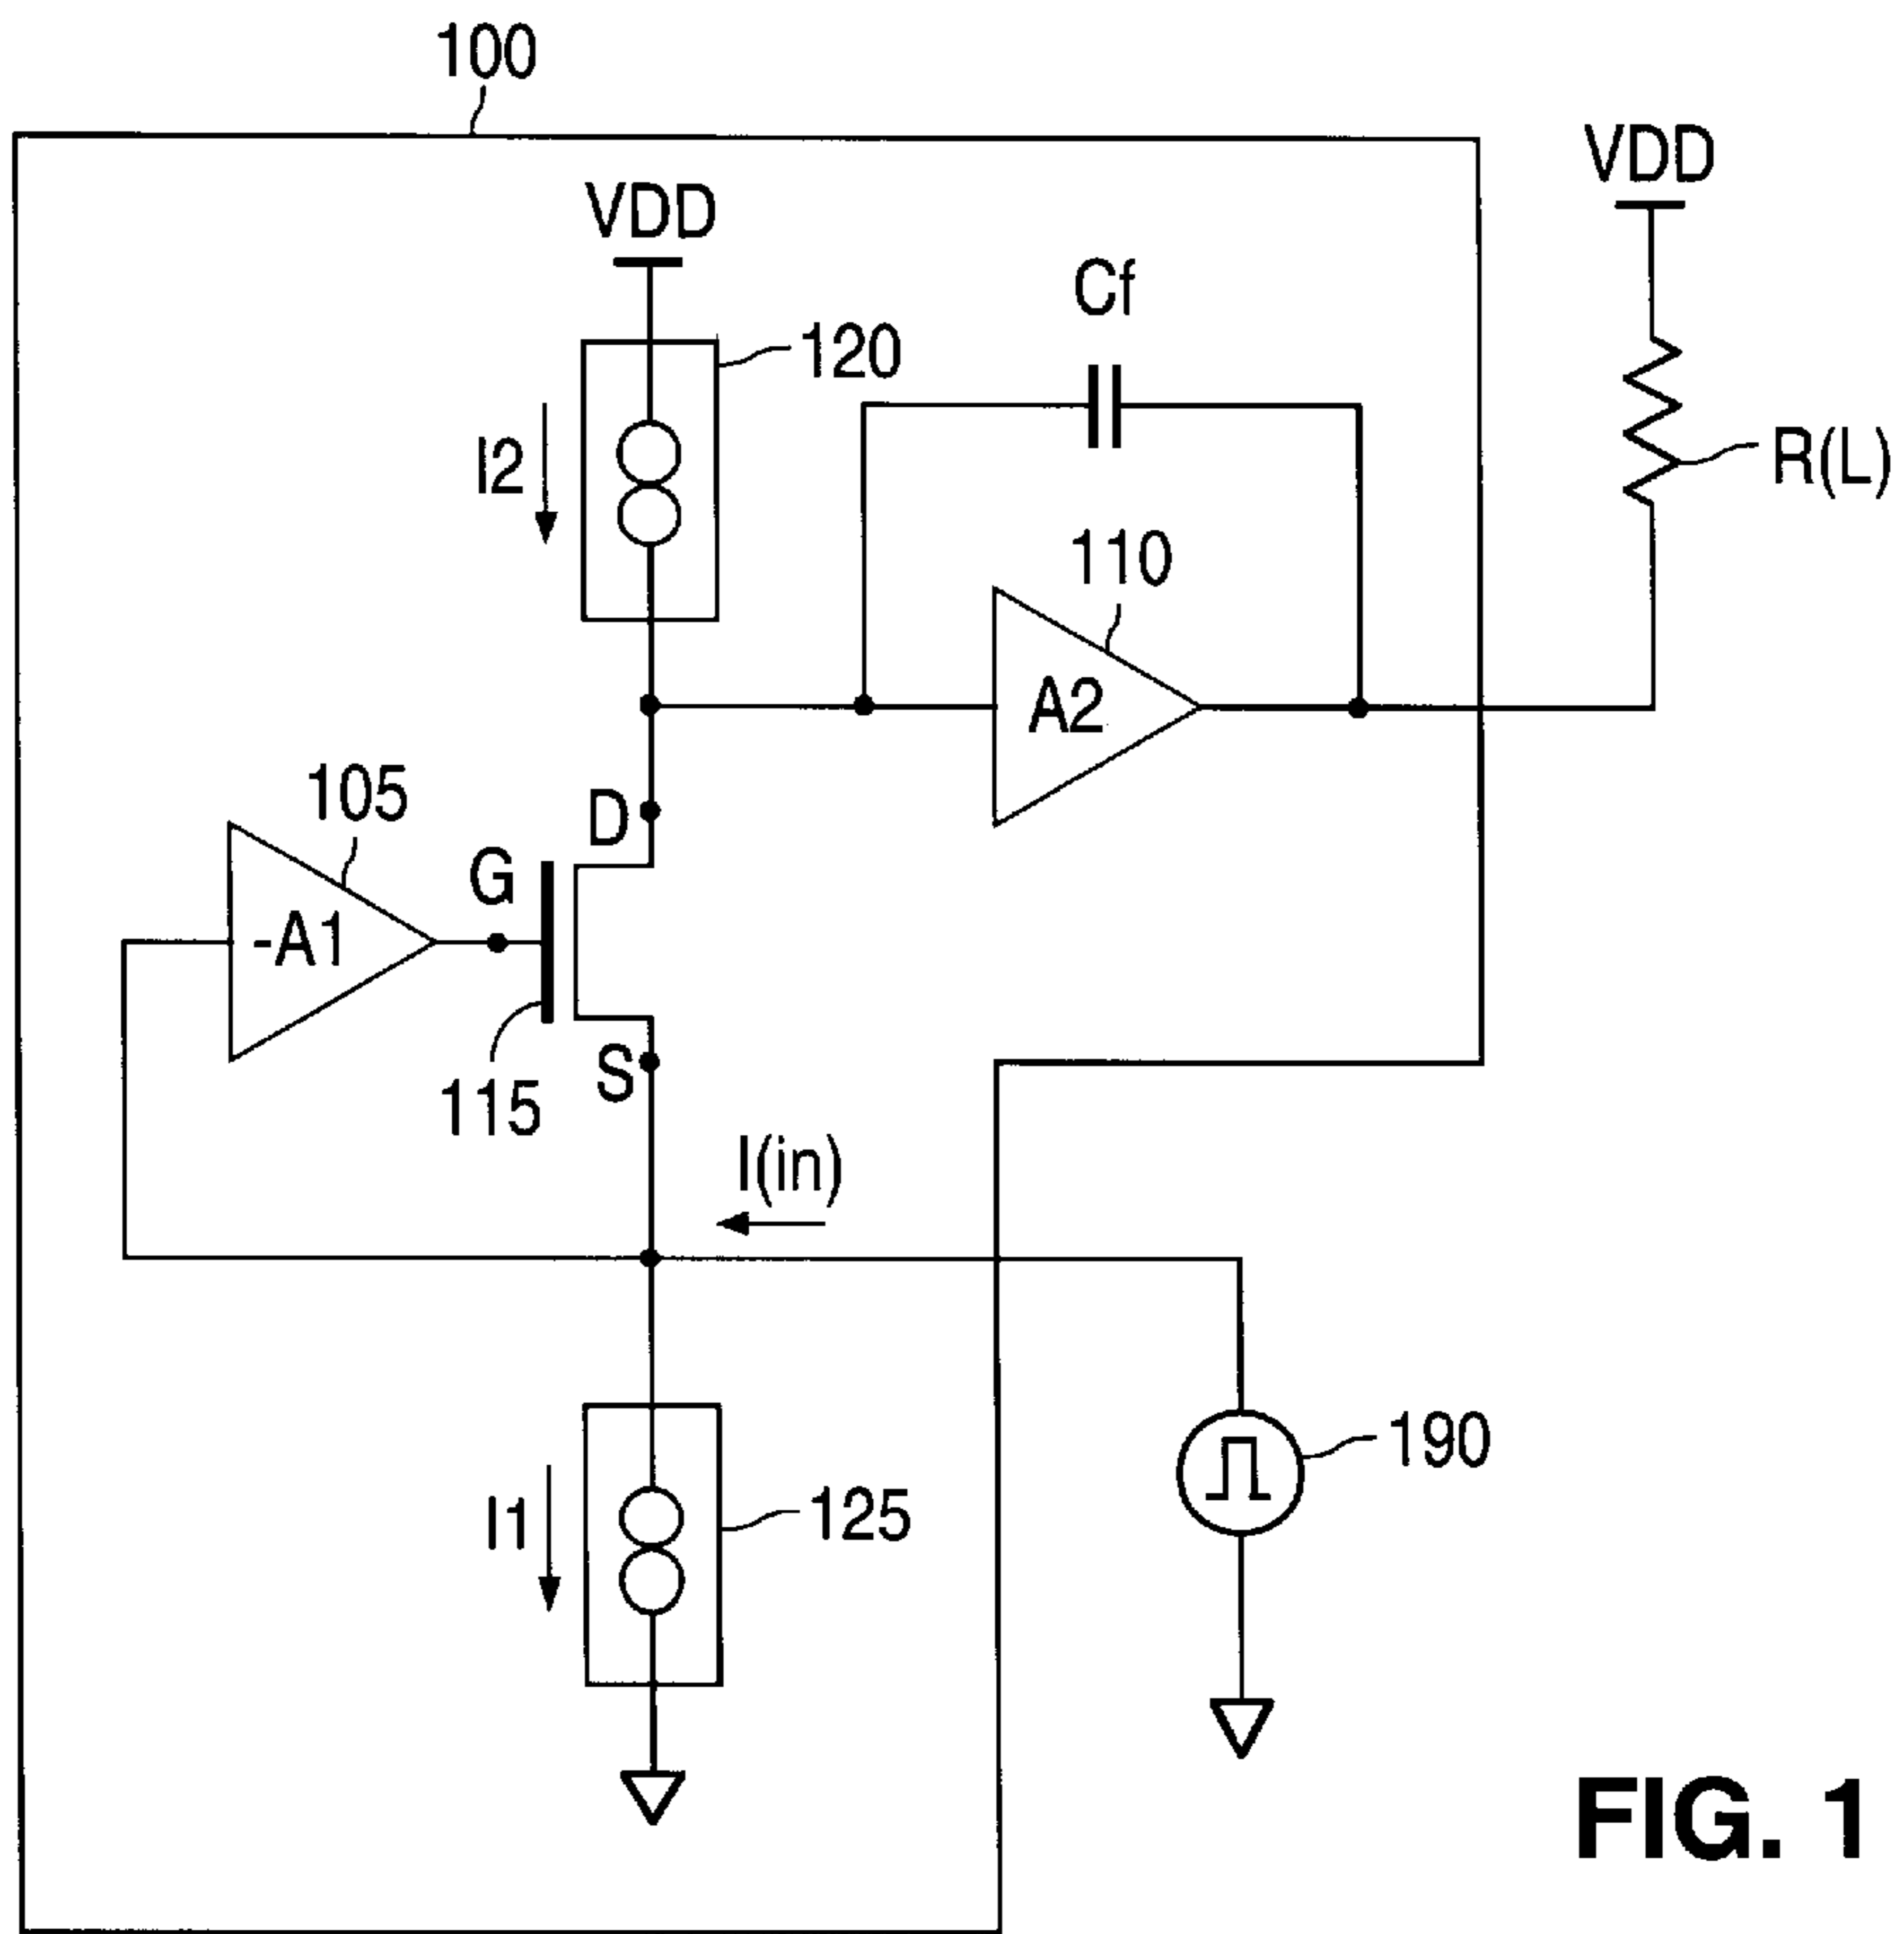 100
VDD
VDD
Cf
120
I2
R(L)
110
A2
105
D
G
-A1
S
115
I(in)
190
I1
125
FIG. 1